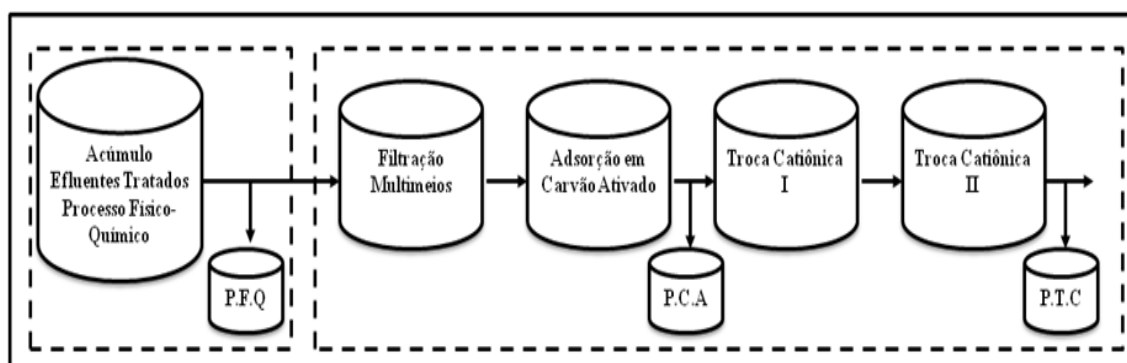 Acúmulo
Efluentes Tratados
Processo Físico-
Químico
P.F.Q
Filtração
Multimeios
Adsorção em
Carvão Ativado
P.C.A
Troca Catiônica
I
Troca Catiônica
II
P.T.C